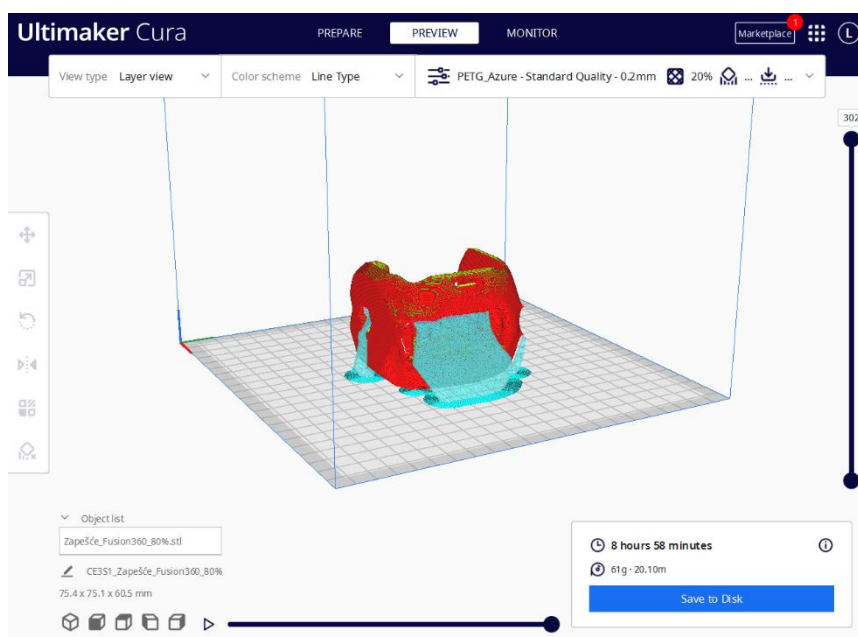 Ultimaker Cura
PREPARE
PREVIEW
MONITOR
Marketplace
1
L
View type Layer view
Color scheme Line Type
PETG_Azure - Standard Quality - 0.2mm
20%
...
...
302
Object list
Zapešće_Fusion360_80%.stl
CE3S1_Zapešće_Fusion360_80%
75.4 x 75.1 x 60.5 mm
8 hours 58 minutes
61g · 20.10m
Save to Disk